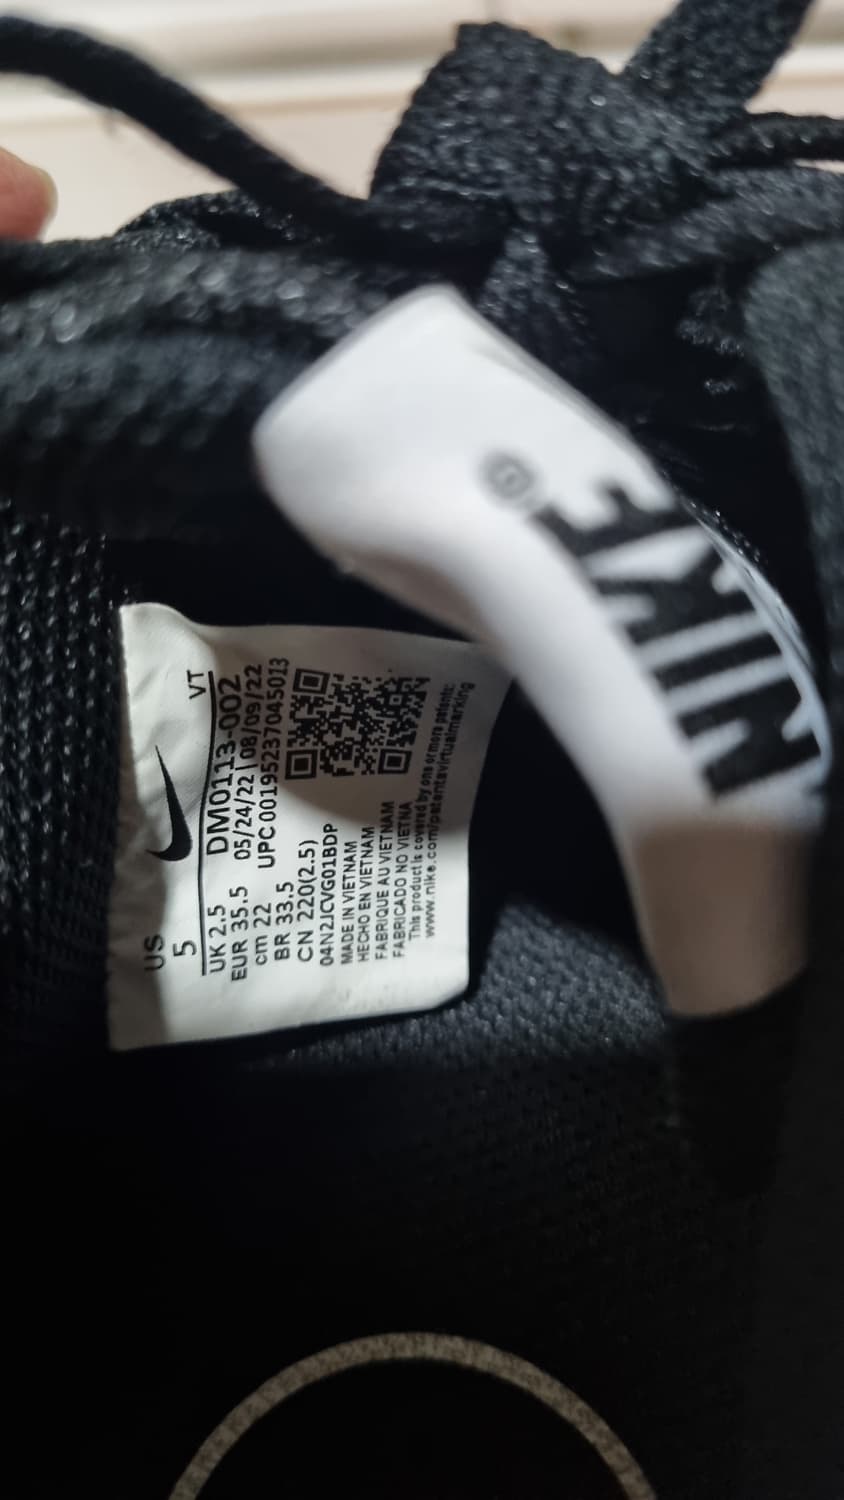 US
5
VT
UK 2.5 DM0113-002
EUR 35.5 05/24/22 | 08/09/22
cm 22 UPC 00195237045013
BR 33.5
CN 220(2.5)
04N2JCVG01BDP
MADE IN VIETNAM
HECHO EN VIETNAM
FABRIQUE AU VIETNAM
FABRICADO NO VIETNA
This product is covered by one or more patents:
www.nike.com/patentsvirtualmarking
NIKE®